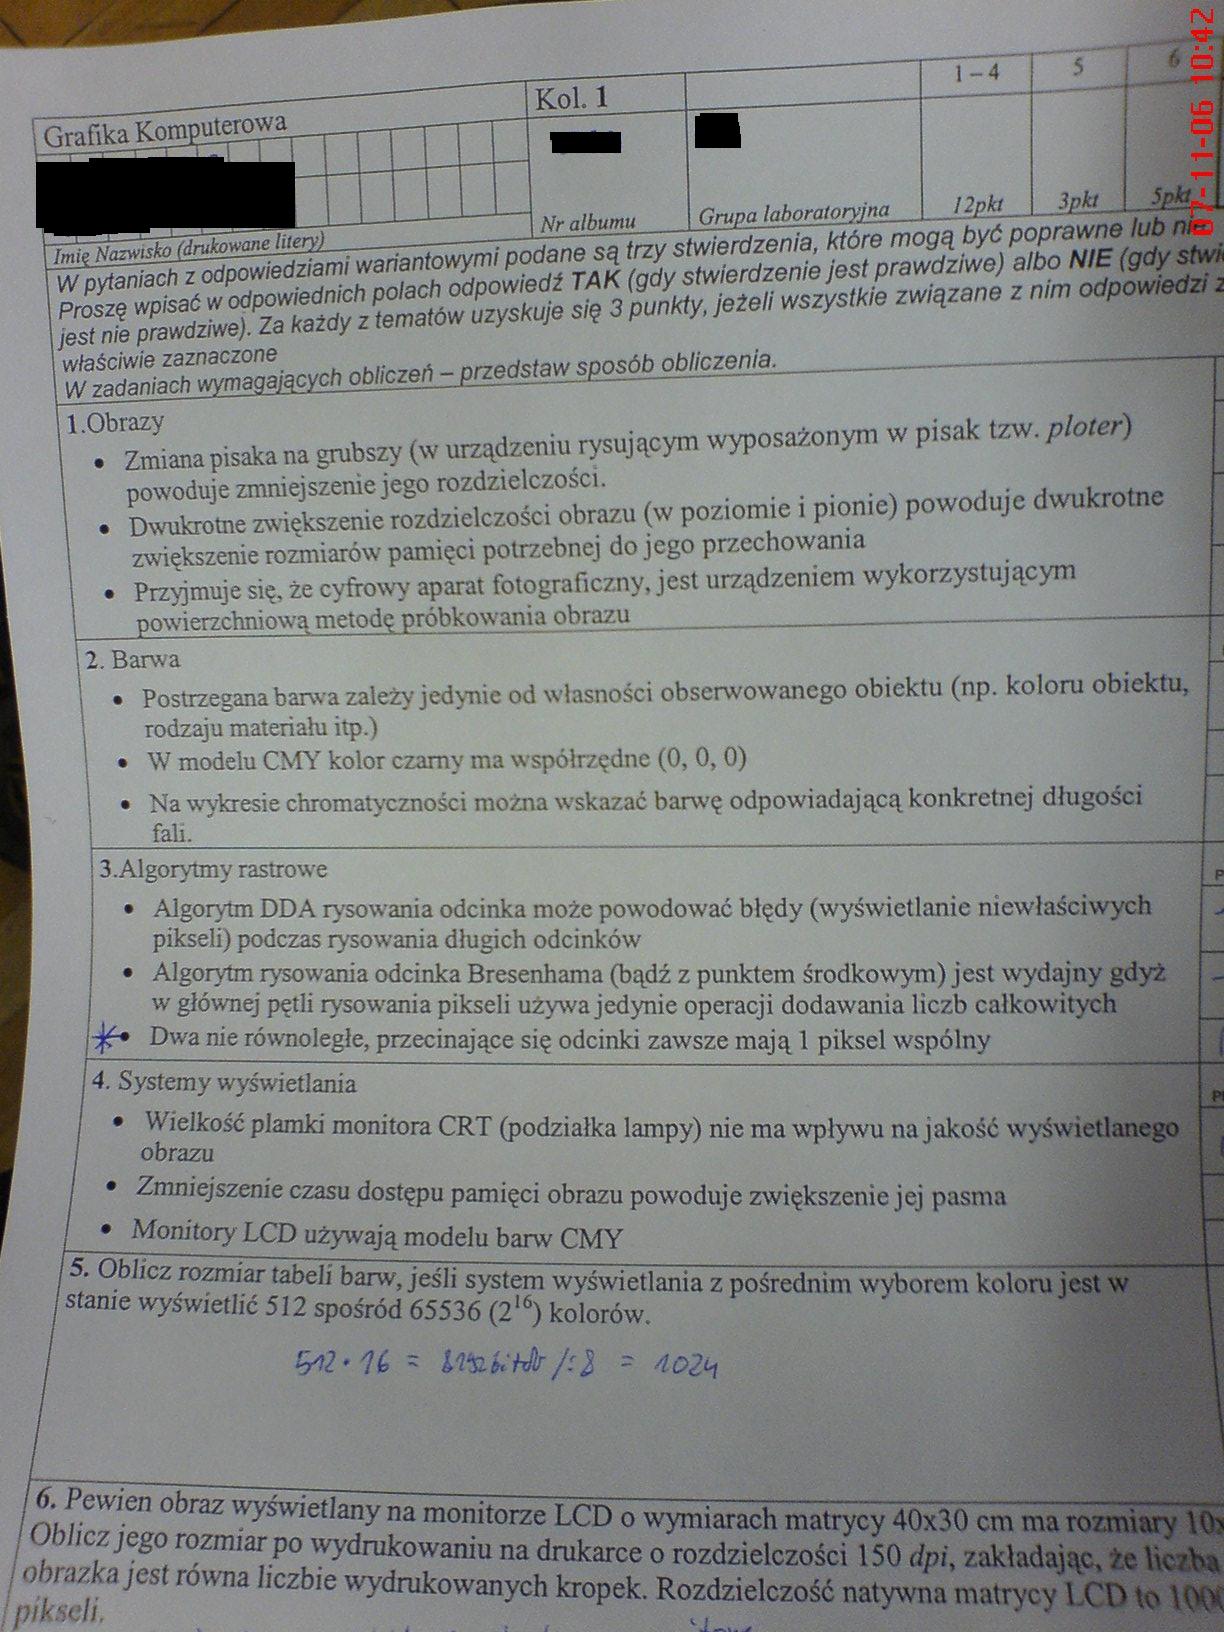 07-11-06 10:42
Grafika Komputerowa
Kol. 1
1 – 4
5
6
Nr albumu
Grupa laboratoryjna
12pkt
3pkt
5pkt
Imię Nazwisko (drukowane litery)
W pytaniach z odpowiedziami wariantowymi podane są trzy stwierdzenia, które mogą być poprawne lub
Proszę wpisać w odpowiednich polach odpowiedź TAK (gdy stwierdzenie jest prawdziwe) albo NIE (gdy
jest nie prawdziwe). Za każdy z tematów uzyskuje się 3 punkty, jeżeli wszystkie związane z nim odpowiedzi
właściwie zaznaczone
W zadaniach wymagających obliczeń – przedstaw sposób obliczenia.
1.Obrazy
• Zmiana pisaka na grubszy (w urządzeniu rysującym wyposażonym w pisak tzw. ploter)
powoduje zmniejszenie jego rozdzielczości.
• Dwukrotne zwiększenie rozdzielczości obrazu (w poziomie i pionie) powoduje dwukrotne
zwiększenie rozmiarów pamięci potrzebnej do jego przechowania
• Przyjmuje się, że cyfrowy aparat fotograficzny, jest urządzeniem wykorzystującym
powierzchniową metodę próbkowania obrazu
2. Barwa
• Postrzegana barwa zależy jedynie od własności obserwowanego obiektu (np. koloru obiektu,
rodzaju materiału itp.)
• W modelu CMY kolor czarny ma współrzędne (0, 0, 0)
• Na wykresie chromatyczności można wskazać barwę odpowiadającą konkretnej długości
fali.
3.Algorytmy rastrowe
• Algorytm DDA rysowania odcinka może powodować błędy (wyświetlanie niewłaściwych
pikseli) podczas rysowania długich odcinków
• Algorytm rysowania odcinka Bresenhama (bądź z punktem środkowym) jest wydajny gdyż
w głównej pętli rysowania pikseli używa jedynie operacji dodawania liczb całkowitych
• Dwa nie równoległe, przecinające się odcinki zawsze mają 1 piksel wspólny
4. Systemy wyświetlania
• Wielkość plamki monitora CRT (podziałka lampy) nie ma wpływu na jakość wyświetlanego
obrazu
• Zmniejszenie czasu dostępu pamięci obrazu powoduje zwiększenie jej pasma
• Monitory LCD używają modelu barw CMY
5. Oblicz rozmiar tabeli barw, jeśli system wyświetlania z pośrednim wyborem koloru jest w
stanie wyświetlić 512 spośród 65536 (2^16) kolorów.
512 · 16 = 8192 bitów /:8 = 1024
6. Pewien obraz wyświetlany na monitorze LCD o wymiarach matrycy 40x30 cm ma rozmiary
Oblicz jego rozmiar po wydrukowaniu na drukarce o rozdzielczości 150 dpi, zakładając, że liczba
obrazka jest równa liczbie wydrukowanych kropek. Rozdzielczość natywna matrycy LCD to
pikseli.